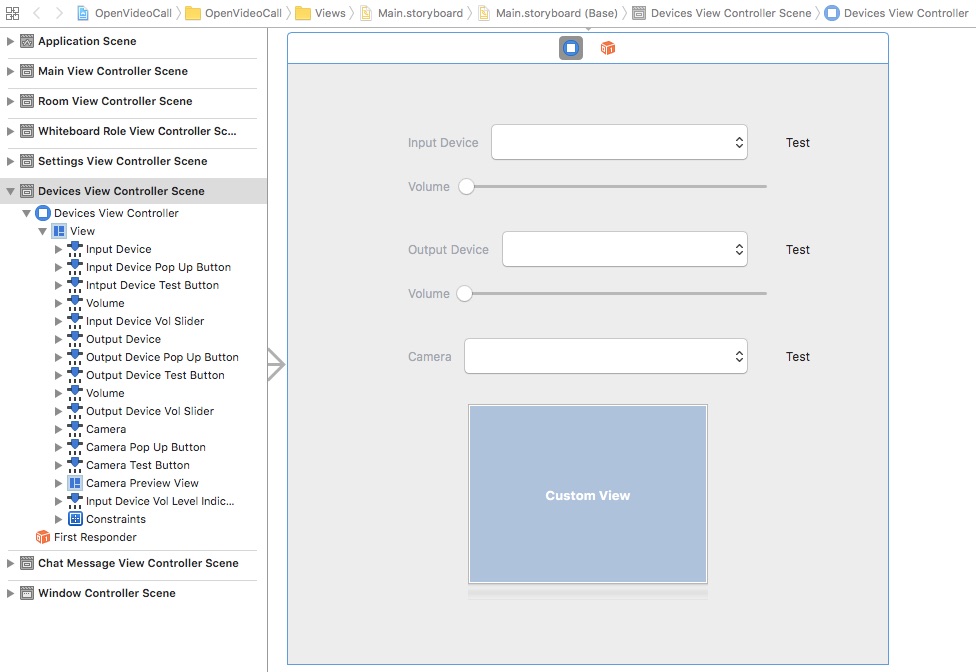 OpenVideoCall OpenVideoCall Views Main.storyboard Main.storyboard (Base) Devices View Controller Scene Devices View Controller
Application Scene
Main View Controller Scene
Room View Controller Scene
Whiteboard Role View Controller Sc...
Settings View Controller Scene
Devices View Controller Scene
Devices View Controller
View
Input Device
Input Device Pop Up Button
Intput Device Test Button
Volume
Input Device Vol Slider
Output Device
Output Device Pop Up Button
Output Device Test Button
Volume
Output Device Vol Slider
Camera
Camera Pop Up Button
Camera Test Button
Camera Preview View
Input Device Vol Level Indic...
Constraints
First Responder
Chat Message View Controller Scene
Window Controller Scene
Input Device Test
Volume
Output Device Test
Volume
Camera Test
Custom View